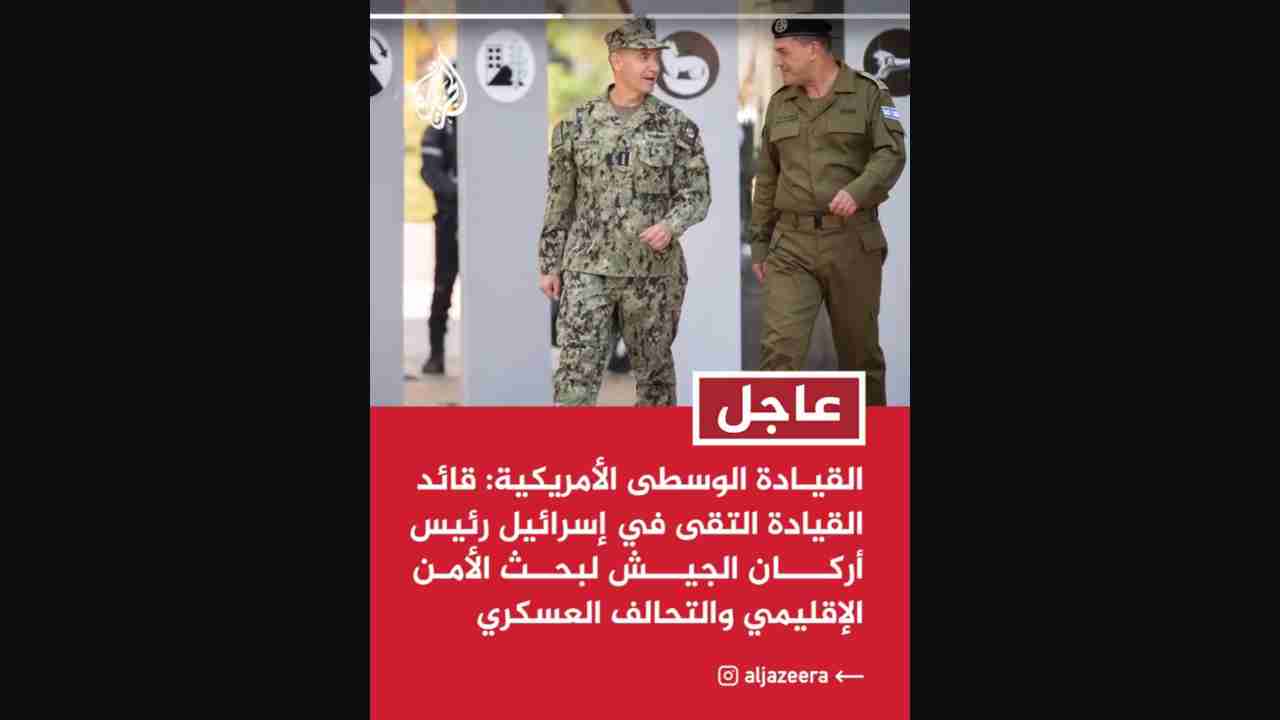 عاجل
القيادة الوسطى الأمريكية: قائد
القيادة التقى في إسرائيل رئيس
أركان الجيش لبحث الأمن
الإقليمي والتحالف العسكري
aljazeera